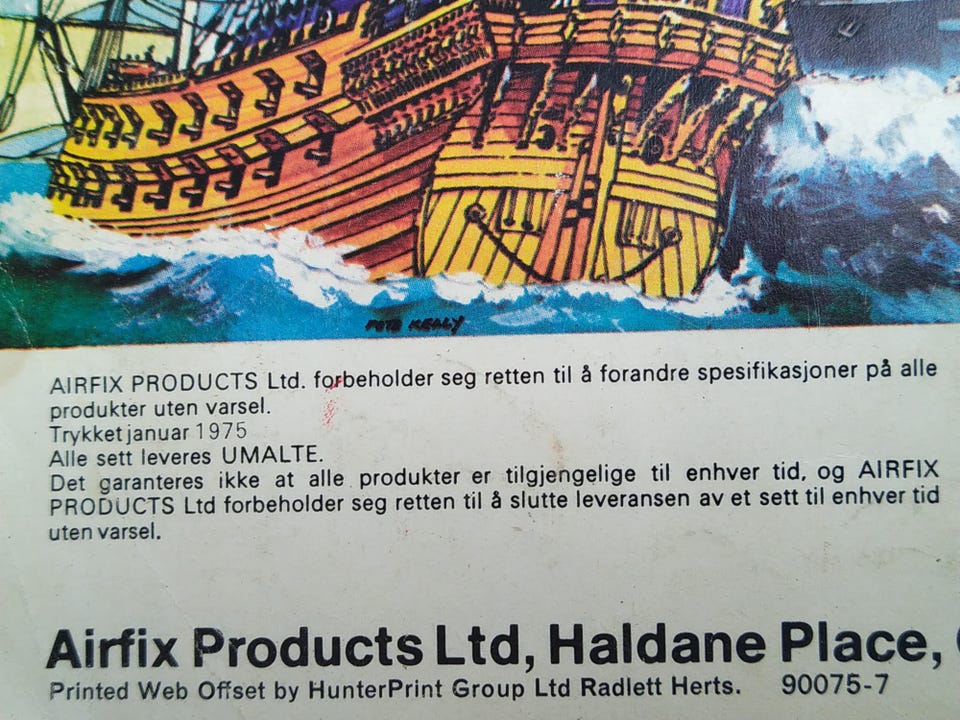 PETE KEALY
AIRFIX PRODUCTS Ltd. forbeholder seg retten til å forandre spesifikasjoner på alle
produkter uten varsel.
Trykket januar 1975
Alle sett leveres UMALTE.
Det garanteres ikke at alle produkter er tilgjengelige til enhver tid, og AIRFIX
PRODUCTS Ltd forbeholder seg retten til å slutte leveransen av et sett til enhver tid
uten varsel.
Airfix Products Ltd, Haldane Place,
Printed Web Offset by HunterPrint Group Ltd Radlett Herts. 90075-7